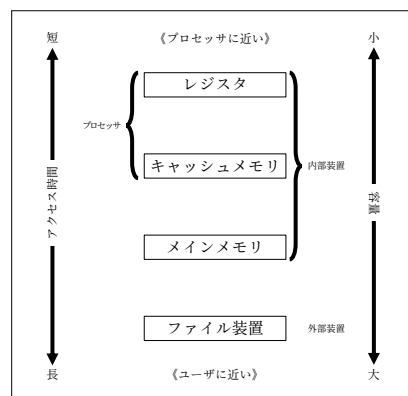 短 《プロセッサに近い》 小
レジスタ
プロセッサ
キャッシュメモリ 内部装置
アクセス時間
容量
メインメモリ
ファイル装置 外部装置
長 《ユーザに近い》 大